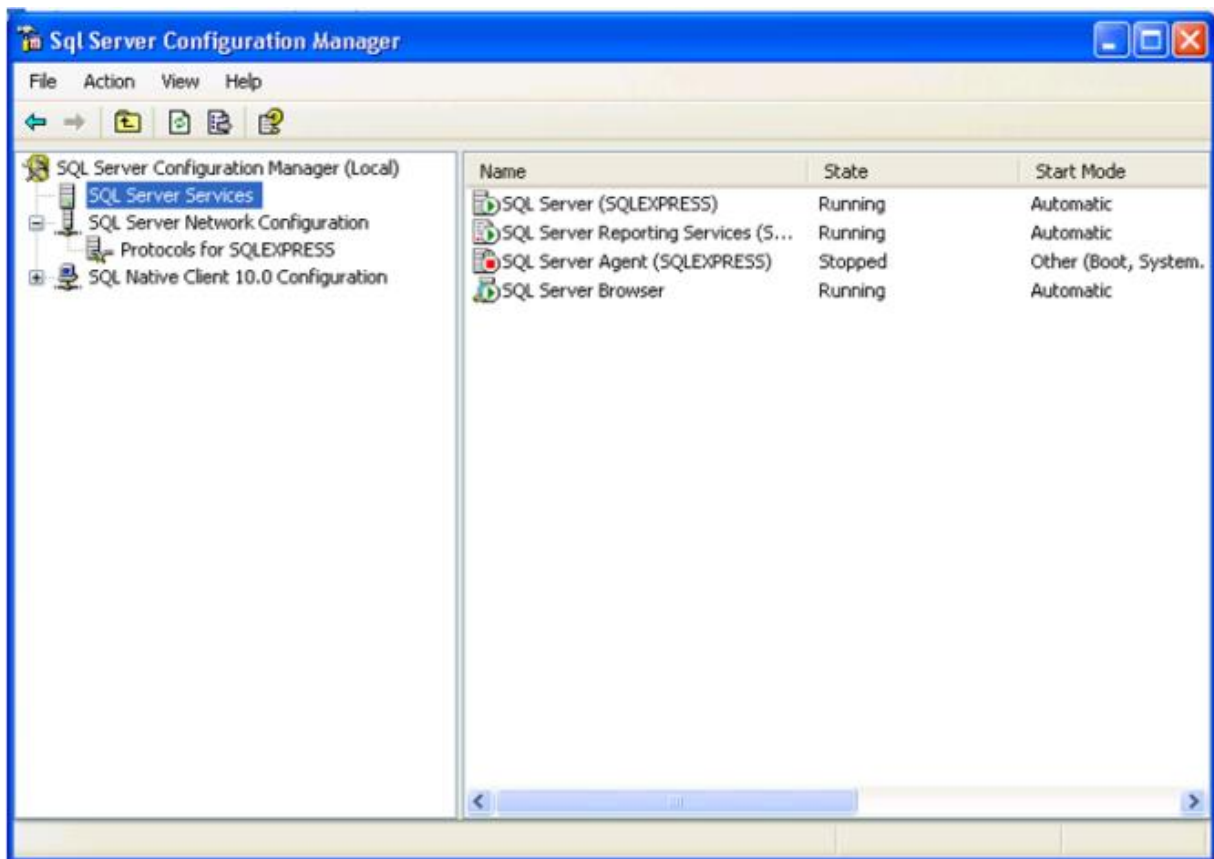 Sql Server Configuration Manager
File Action View Help
SQL Server Configuration Manager (Local)
SQL Server Services
SQL Server Network Configuration
Protocols for SQLEXPRESS
SQL Native Client 10.0 Configuration
Name State Start Mode
SQL Server (SQLEXPRESS) Running Automatic
SQL Server Reporting Services (S... Running Automatic
SQL Server Agent (SQLEXPRESS) Stopped Other (Boot, System.
SQL Server Browser Running Automatic